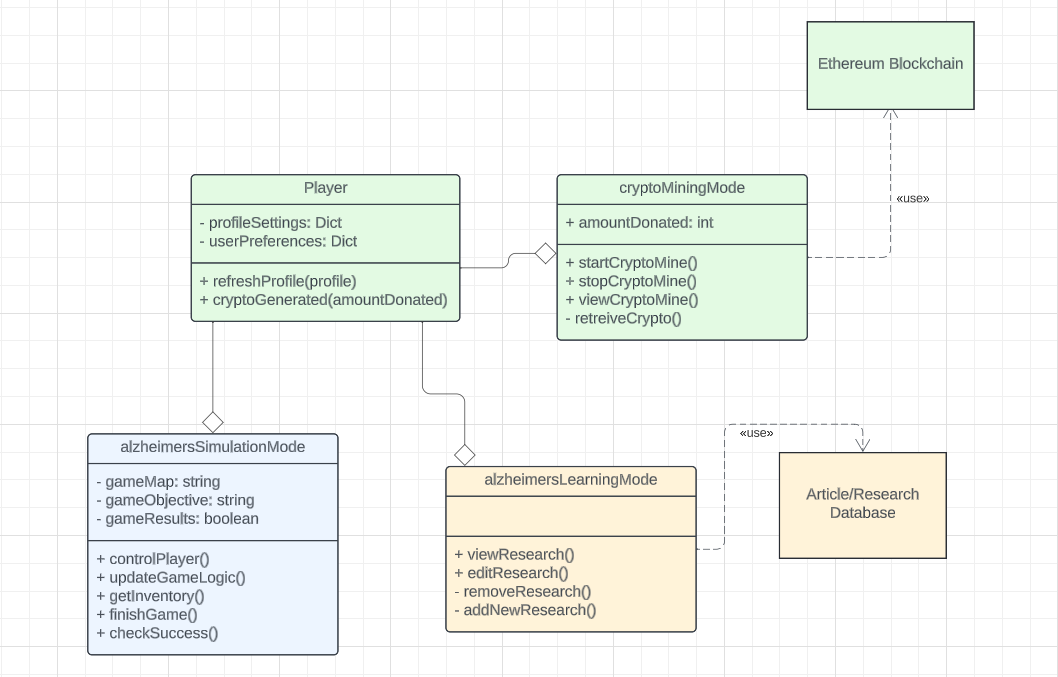 Ethereum Blockchain
«use»
Player
- profileSettings: Dict
- userPreferences: Dict
+ refreshProfile(profile)
+ cryptoGenerated(amountDonated)
cryptoMiningMode
+ amountDonated: int
+ startCryptoMine()
+ stopCryptoMine()
+ viewCryptoMine()
- retreiveCrypto()
alzheimersSimulationMode
- gameMap: string
- gameObjective: string
- gameResults: boolean
+ controlPlayer()
+ updateGameLogic()
+ getInventory()
+ finishGame()
+ checkSuccess()
alzheimersLearningMode
+ viewResearch()
+ editResearch()
- removeResearch()
- addNewResearch()
«use»
Article/Research
Database